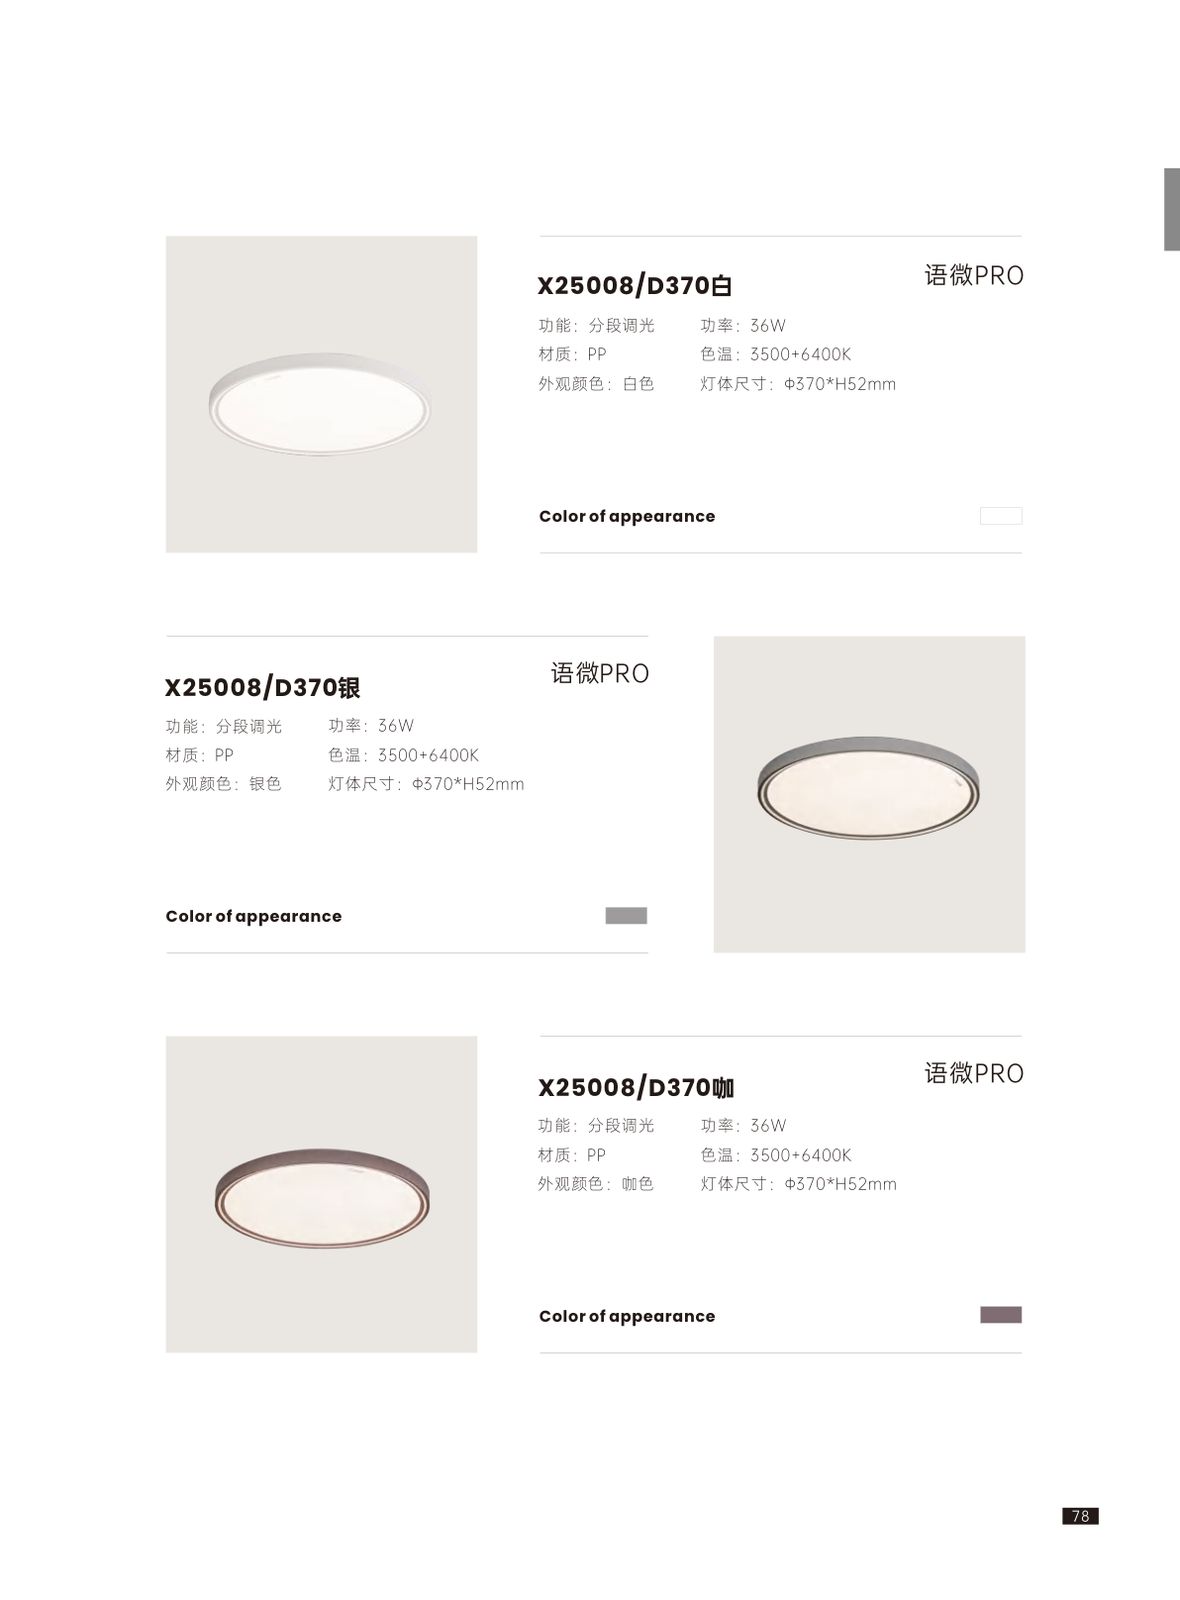 语微PRO
X25008/D370白
功能：分段调光 功率：36W
材质：PP 色温：3500+6400K
外观颜色：白色 灯体尺寸：Φ370*H52mm
Color of appearance
语微PRO
X25008/D370银
功能：分段调光 功率：36W
材质：PP 色温：3500+6400K
外观颜色：银色 灯体尺寸：Φ370*H52mm
Color of appearance
语微PRO
X25008/D370咖
功能：分段调光 功率：36W
材质：PP 色温：3500+6400K
外观颜色：咖色 灯体尺寸：Φ370*H52mm
Color of appearance
78